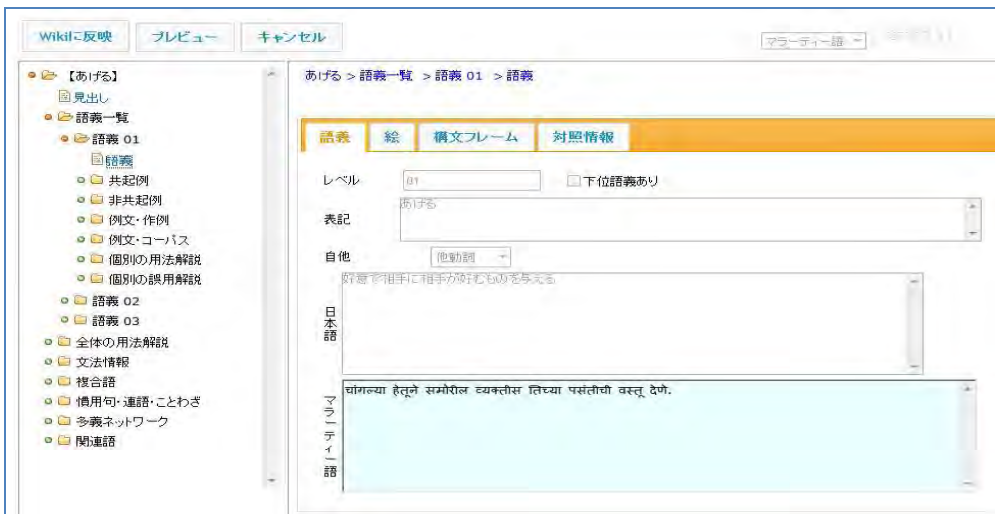 Wikiに反映 プレビュー キャンセル
マラーティー語
【あげる】
見出し
語義一覧
語義 01
語義
共起例
非共起例
例文・作例
例文・コーパス
個別の用法解説
個別の誤用解説
語義 02
語義 03
全体の用法解説
文法情報
複合語
慣用句・連語・ことわざ
多義ネットワーク
関連語
あげる > 語義一覧 > 語義 01 > 語義
語義 絵 構文フレーム 対照情報
レベル 01 下位語義あり
表記 あげる
自他 他動詞
日本語 好意で相手に相手が好むものを与える
マラーティー語 चांगल्या हेतूने समोरील व्यक्तीस तिच्या पसंतीची वस्तू देणे.